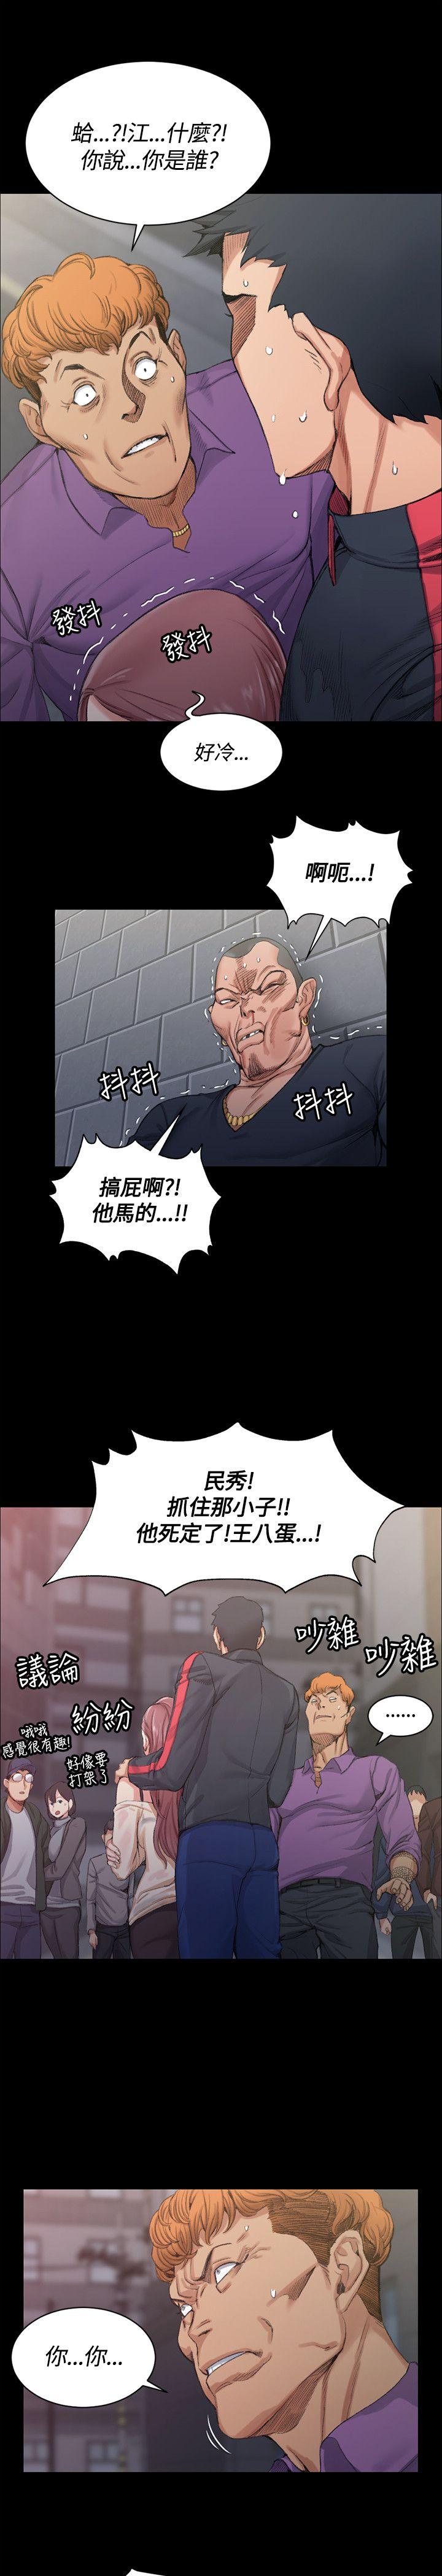 蛤...?!江...什麼?!
你說...你是誰?
發抖
發抖
好冷...
啊呃...!
抖抖
抖抖
搞屁啊?!
他馬的...!!
民秀!
抓住那小子!!
他死定了!王八蛋...!
吵雜
吵雜
議論
紛紛
......
哦哦
感覺很有趣!
好像要
打架了
你...你...